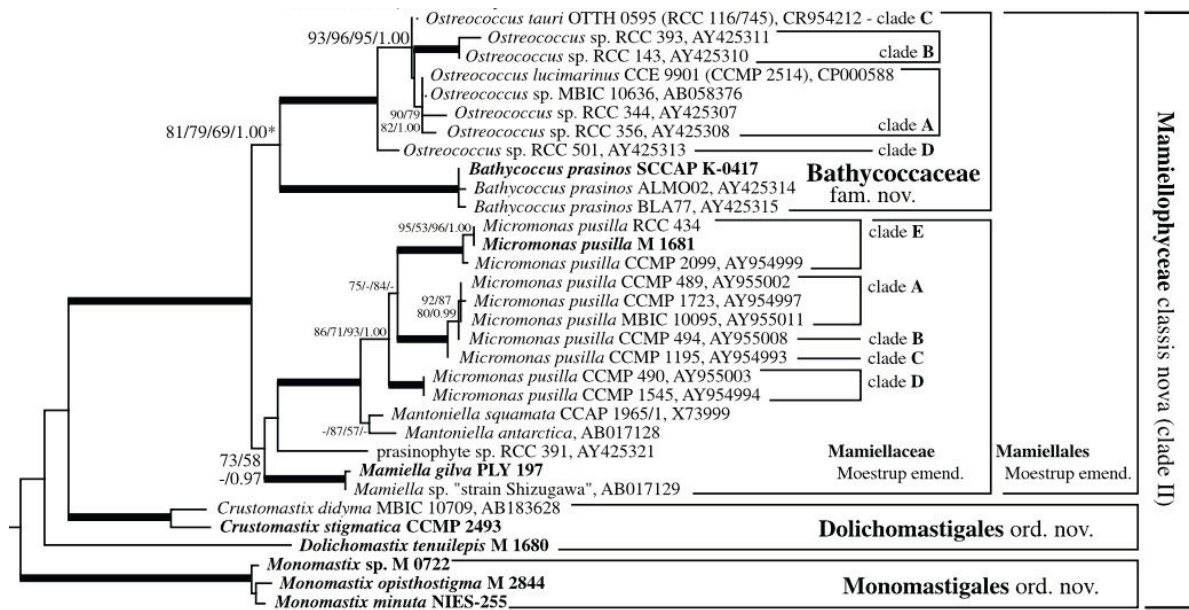 Ostreococcus tauri OTTH 0595 (RCC 116/745), CR954212 - clade C
93/96/95/1.00
Ostreococcus sp. RCC 393, AY425311
Ostreococcus sp. RCC 143, AY425310
clade B
Ostreococcus lucimarinus CCE 9901 (CCMP 2514), CP000588
Ostreococcus sp. MBIC 10636, AB058376
90/79
82/1.00
Ostreococcus sp. RCC 344, AY425307
Ostreococcus sp. RCC 356, AY425308
clade A
81/79/69/1.00*
Ostreococcus sp. RCC 501, AY425313
clade D
Bathycoccus prasinos SCCAP K-0417
Bathycoccus prasinos ALMO02, AY425314
Bathycoccus prasinos BLA77, AY425315
Bathycoccaceae
fam. nov.
95/53/96/1.00
Micromonas pusilla RCC 434
Micromonas pusilla M 1681
Micromonas pusilla CCMP 2099, AY954999
clade E
75/-/84/-
Micromonas pusilla CCMP 489, AY955002
92/87
80/0.99
Micromonas pusilla CCMP 1723, AY954997
Micromonas pusilla MBIC 10095, AY955011
clade A
86/71/93/1.00
Micromonas pusilla CCMP 494, AY955008
clade B
Micromonas pusilla CCMP 1195, AY954993
clade C
Micromonas pusilla CCMP 490, AY955003
Micromonas pusilla CCMP 1545, AY954994
clade D
Mantoniella squamata CCAP 1965/1, X73999
-/87/57/-
Mantoniella antarctica, AB017128
prasinophyte sp. RCC 391, AY425321
73/58
-/0.97
Mamiella gilva PLY 197
Mamiella sp. "strain Shizugawa", AB017129
Mamiellaceae
Moestrup emend.
Mamiellales
Moestrup emend.
Crustomastix didyma MBIC 10709, AB183628
Crustomastix stigmatica CCMP 2493
Dolichomastix tenuilepis M 1680
Dolichomastigales ord. nov.
Monomastix sp. M 0722
Monomastix opisthostigma M 2844
Monomastix minuta NIES-255
Monomastigales ord. nov.
Mamiellophyceae classis nova (clade II)